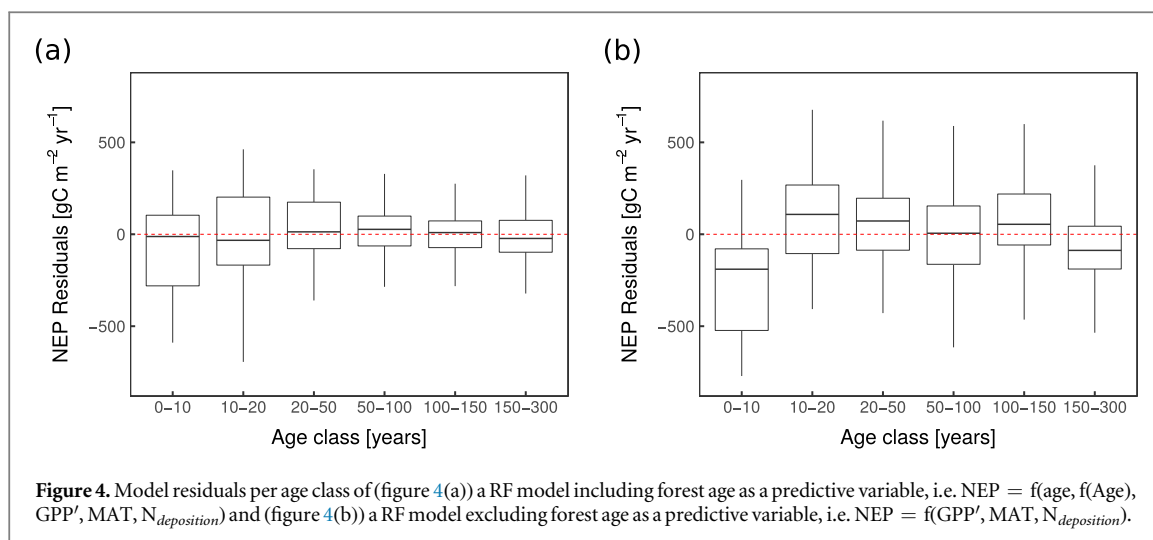 (a)
NEP Residuals [gC m⁻² yr⁻¹]
500
0
−500
0−10 10−20 20−50 50−100 100−150 150−300
Age class [years]
(b)
NEP Residuals [gC m⁻² yr⁻¹]
500
0
−500
0−10 10−20 20−50 50−100 100−150 150−300
Age class [years]
Figure 4. Model residuals per age class of (figure 4(a)) a RF model including forest age as a predictive variable, i.e. NEP = f(age, f(Age),
GPP′, MAT, N_deposition) and (figure 4(b)) a RF model excluding forest age as a predictive variable, i.e. NEP = f(GPP′, MAT, N_deposition).